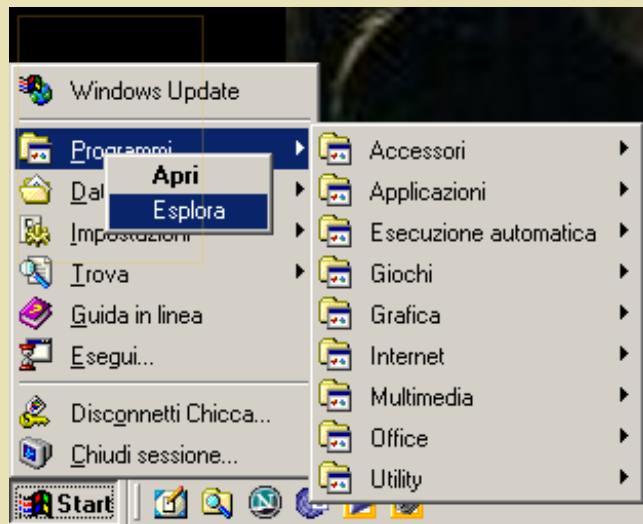 Windows Update
Programmi
Apri
Esplora
Impostazioni
Trova
Guida in linea
Esegui...
Disconnetti Chicca...
Chiudi sessione...
Start
Accessori
Applicazioni
Esecuzione automatica
Giochi
Grafica
Internet
Multimedia
Office
Utility